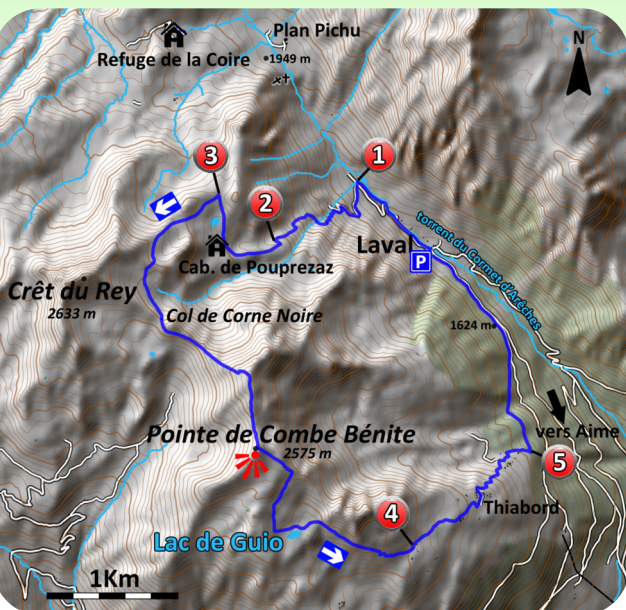 Plan Pichu
Refuge de la Coire
1949 m
N
3
1
2
torrent du Cormet d'Arêches
Laval
P
Cab. de Pouprezaz
Crêt du Rey
2633 m
Col de Corne Noire
1624 m
Pointe de Combe Bénite
2575 m
vers Aime
5
4
Thiabord
Lac de Guio
1Km